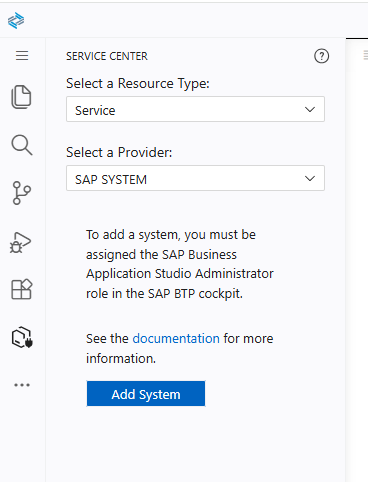 SERVICE CENTER
Select a Resource Type:
Service
Select a Provider:
SAP SYSTEM
To add a system, you must be
assigned the SAP Business
Application Studio Administrator
role in the SAP BTP cockpit.
See the documentation for more
information.
Add System